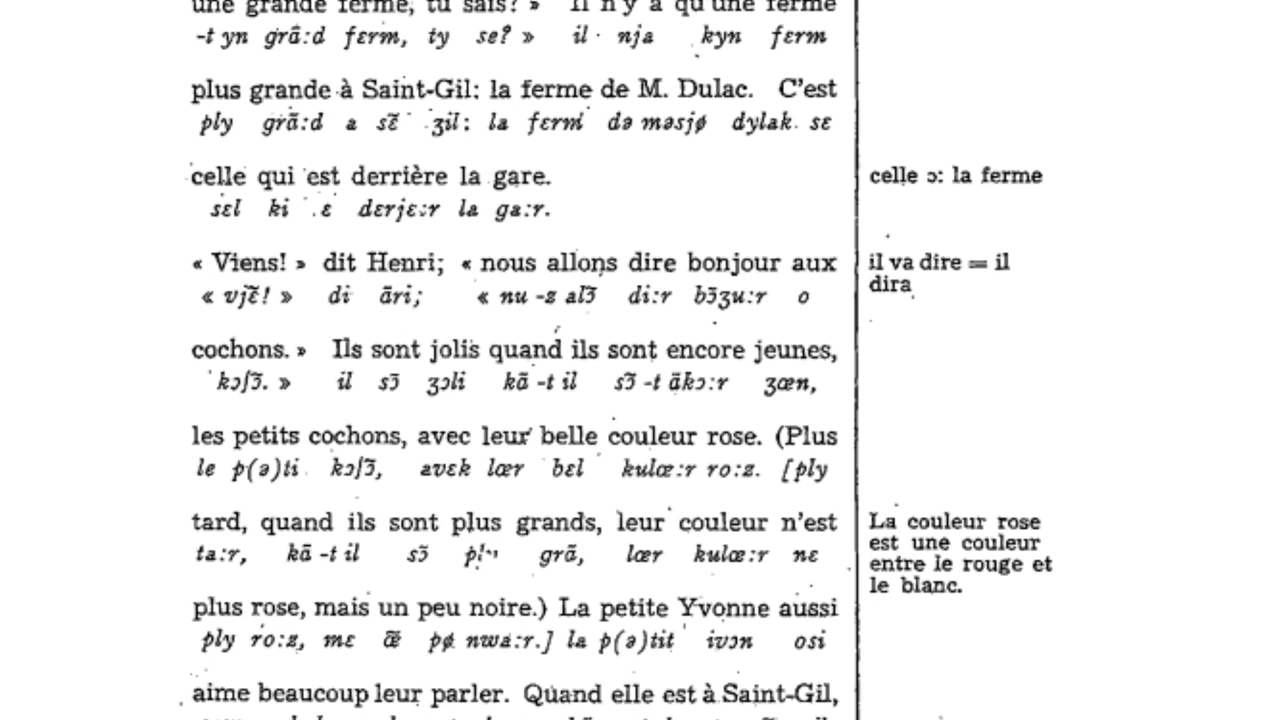 une grande ferme, tu sais? » Il n'y a qu'une ferme
-t yn grɑ̃:d fɛrm, ty se? » il nja kyn fɛrm
plus grande à Saint-Gil: la ferme de M. Dulac. C'est
ply grɑ̃:d a sɛ̃ ʒil: la fɛrm də məsjø dylak. sɛ
celle qui est derrière la gare.
sɛl ki ɛ dɛrjɛ:r la ga:r.
celle ɔ: la ferme
« Viens! » dit Henri; « nous allons dire bonjour aux
« vjɛ̃! » di ɑ̃ri; « nu -z alɔ̃ di:r bɔ̃ʒu:r o
il va dire = il
dira
cochons. » Ils sont jolis quand ils sont encore jeunes,
kɔʃɔ̃. » il sɔ̃ ʒɔli kɑ̃ -t il sɔ̃ -t ɑ̃kɔ:r ʒœn,
les petits cochons, avec leur belle couleur rose. (Plus
le p(ə)ti kɔʃɔ̃, avɛk lœr bɛl kulœ:r ro:z. [ply
tard, quand ils sont plus grands, leur couleur n'est
ta:r, kɑ̃ -t il sɔ̃ grɑ̃, lœr kulœ:r nɛ
La couleur rose
est une couleur
entre le rouge et
le blanc.
plus rose, mais un peu noire.) La petite Yvonne aussi
ply ro:z, mɛ œ̃ pø nwa:r.] la p(ə)tit ivɔn osi
aime beaucoup leur parler. Quand elle est à Saint-Gil,